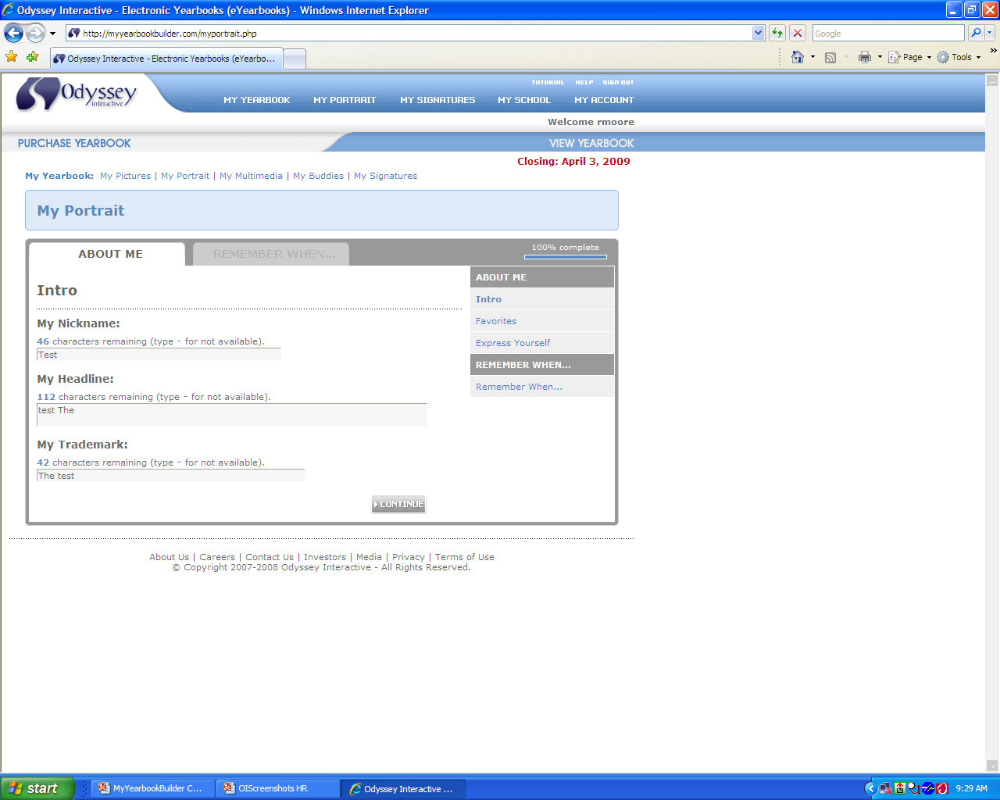 Odyssey Interactive - Electronic Yearbooks (eYearbooks) - Windows Internet Explorer
http://myyearbookbuilder.com/myportrait.php
Google
Odyssey Interactive - Electronic Yearbooks (eYearbo...
Page
Tools
Odyssey
interactive
TUTORIAL HELP SIGN OUT
MY YEARBOOK MY PORTRAIT MY SIGNATURES MY SCHOOL MY ACCOUNT
Welcome rmoore
PURCHASE YEARBOOK
VIEW YEARBOOK
Closing: April 3, 2009
My Yearbook: My Pictures | My Portrait | My Multimedia | My Buddies | My Signatures
My Portrait
ABOUT ME
REMEMBER WHEN...
100% complete
Intro
My Nickname:
46 characters remaining (type - for not available).
Test
My Headline:
112 characters remaining (type - for not available).
test The
My Trademark:
42 characters remaining (type - for not available).
The test
CONTINUE
ABOUT ME
Intro
Favorites
Express Yourself
REMEMBER WHEN...
Remember When...
About Us | Careers | Contact Us | Investors | Media | Privacy | Terms of Use
© Copyright 2007-2008 Odyssey Interactive - All Rights Reserved.
start
MyYearbookBuilder C...
OIScreenshots HR
Odyssey Interactive ...
9:29 AM